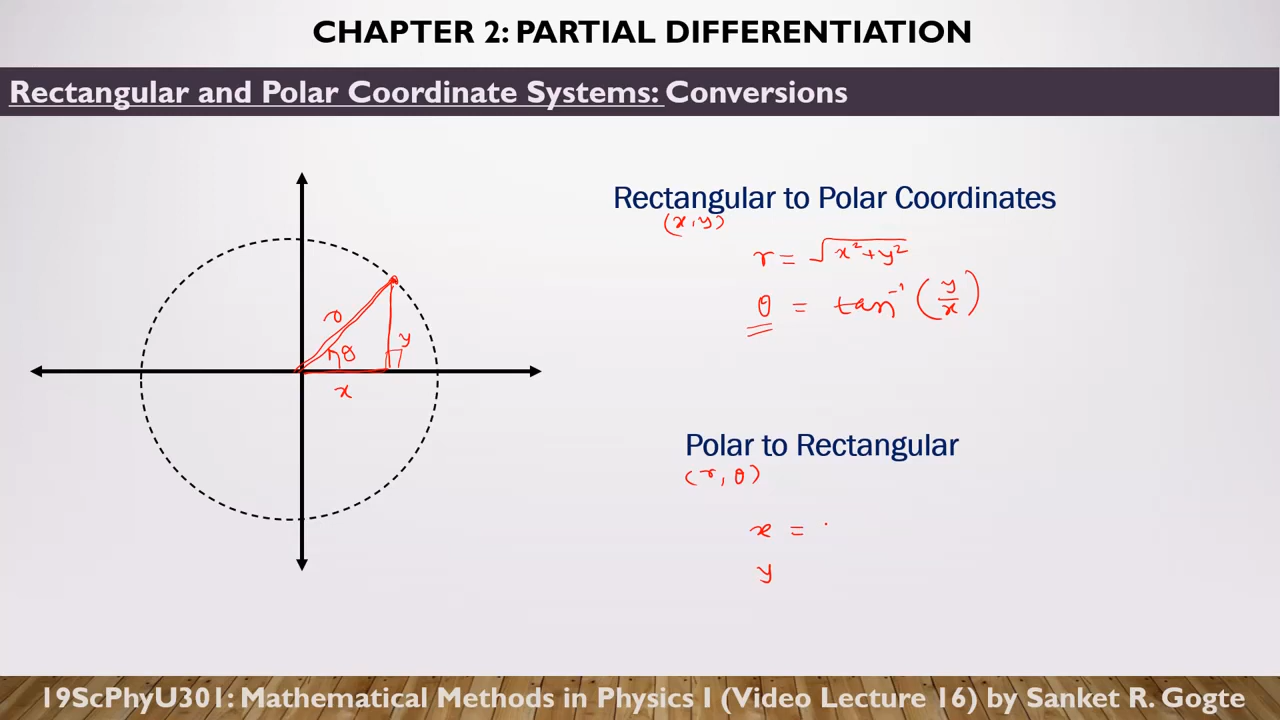 CHAPTER 2: PARTIAL DIFFERENTIATION
Rectangular and Polar Coordinate Systems: Conversions
Rectangular to Polar Coordinates
(x, y)
r = √x²+y²
θ = tan⁻¹ (y/x)
r
θ
y
x
Polar to Rectangular
(r, θ)
x =
y
19ScPhyU301: Mathematical Methods in Physics I (Video Lecture 16) by Sanket R. Gogte